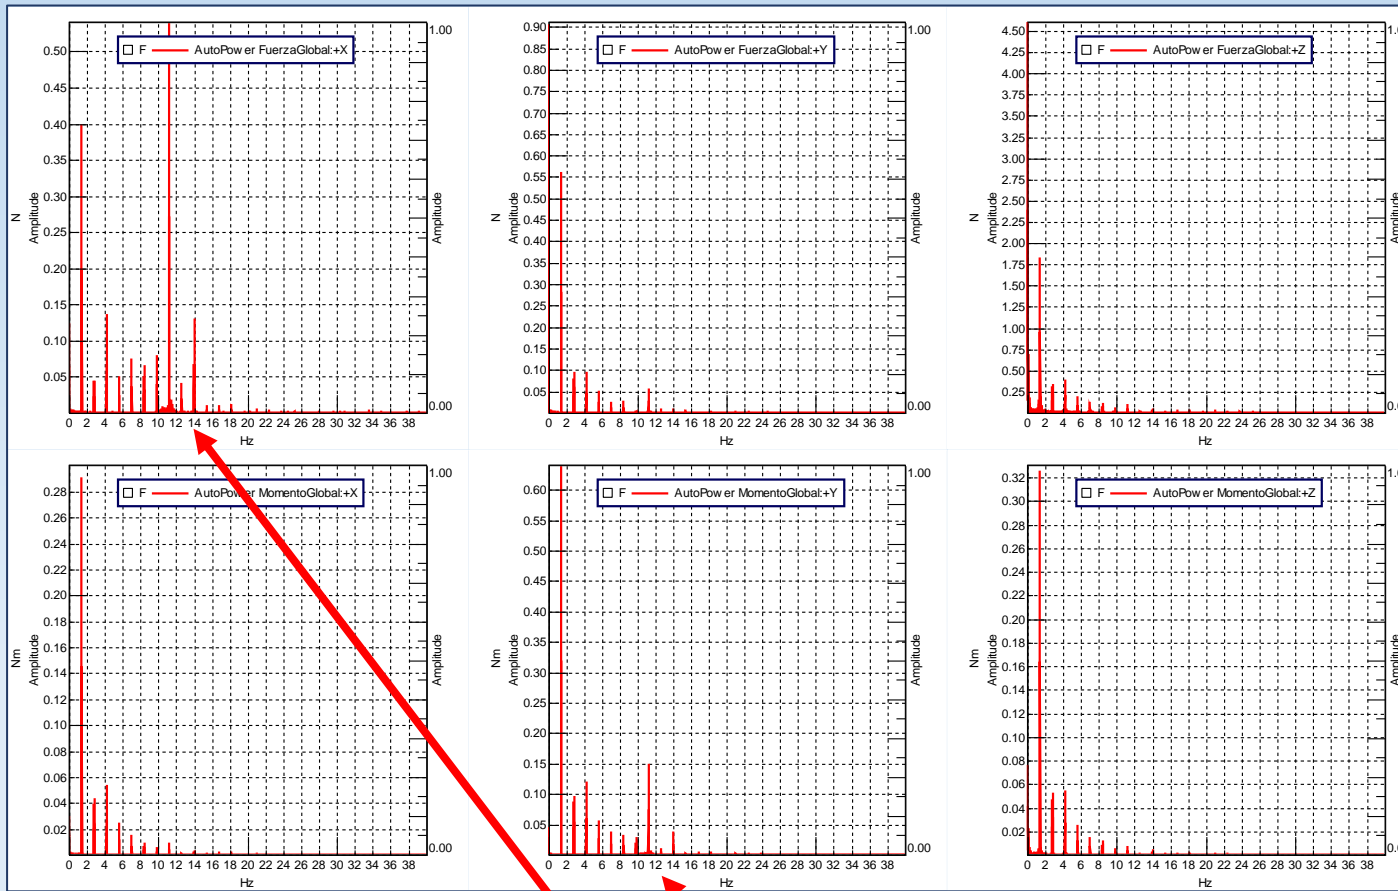 F AutoPower FuerzaGlobal:+X
1.00
0.50
0.45
0.40
0.35
0.30
0.25
0.20
0.15
0.10
0.05
N
Amplitude
Amplitude
0.00
0 2 4 6 8 10 12 14 16 18 20 22 24 26 28 30 32 34 36 38
Hz
F AutoPower FuerzaGlobal:+Y
1.00
0.90
0.85
0.80
0.75
0.70
0.65
0.60
0.55
0.50
0.45
0.40
0.35
0.30
0.25
0.20
0.15
0.10
0.05
N
Amplitude
Amplitude
0.00
0 2 4 6 8 10 12 14 16 18 20 22 24 26 28 30 32 34 36 38
Hz
F AutoPower FuerzaGlobal:+Z
4.50
4.25
4.00
3.75
3.50
3.25
3.00
2.75
2.50
2.25
2.00
1.75
1.50
1.25
1.00
0.75
0.50
0.25
N
Amplitude
Amplitude
0 2 4 6 8 10 12 14 16 18 20 22 24 26 28 30 32 34 36 38
Hz
F AutoPower MomentoGlobal:+X
1.00
0.28
0.26
0.24
0.22
0.20
0.18
0.16
0.14
0.12
0.10
0.08
0.06
0.04
0.02
Nm
Amplitude
Amplitude
0.00
0 2 4 6 8 10 12 14 16 18 20 22 24 26 28 30 32 34 36 38
Hz
F AutoPower MomentoGlobal:+Y
1.00
0.60
0.55
0.50
0.45
0.40
0.35
0.30
0.25
0.20
0.15
0.10
0.05
Nm
Amplitude
Amplitude
0.00
0 2 4 6 8 10 12 14 16 18 20 22 24 26 28 30 32 34 36 38
Hz
F AutoPower MomentoGlobal:+Z
0.32
0.30
0.28
0.26
0.24
0.22
0.20
0.18
0.16
0.14
0.12
0.10
0.08
0.06
0.04
0.02
Nm
Amplitude
Amplitude
0 2 4 6 8 10 12 14 16 18 20 22 24 26 28 30 32 34 36 38
Hz